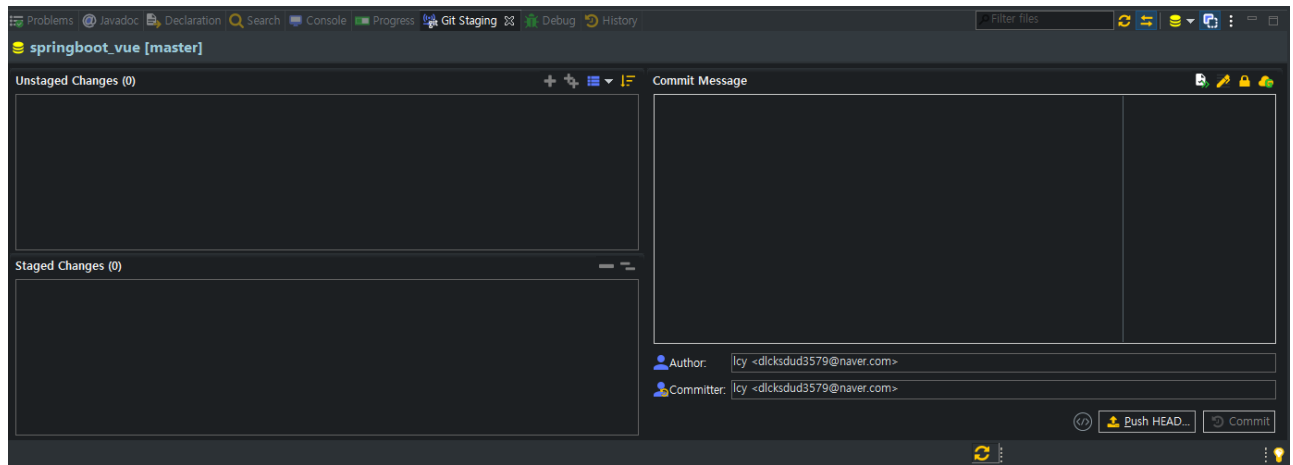 Problems @ Javadoc Declaration Search Console Progress Git Staging Debug History Filter files
springboot_vue [master]
Unstaged Changes (0)
Commit Message
Staged Changes (0)
Author: lcy <dlcksdud3579@naver.com>
Committer: lcy <dlcksdud3579@naver.com>
Push HEAD... Commit